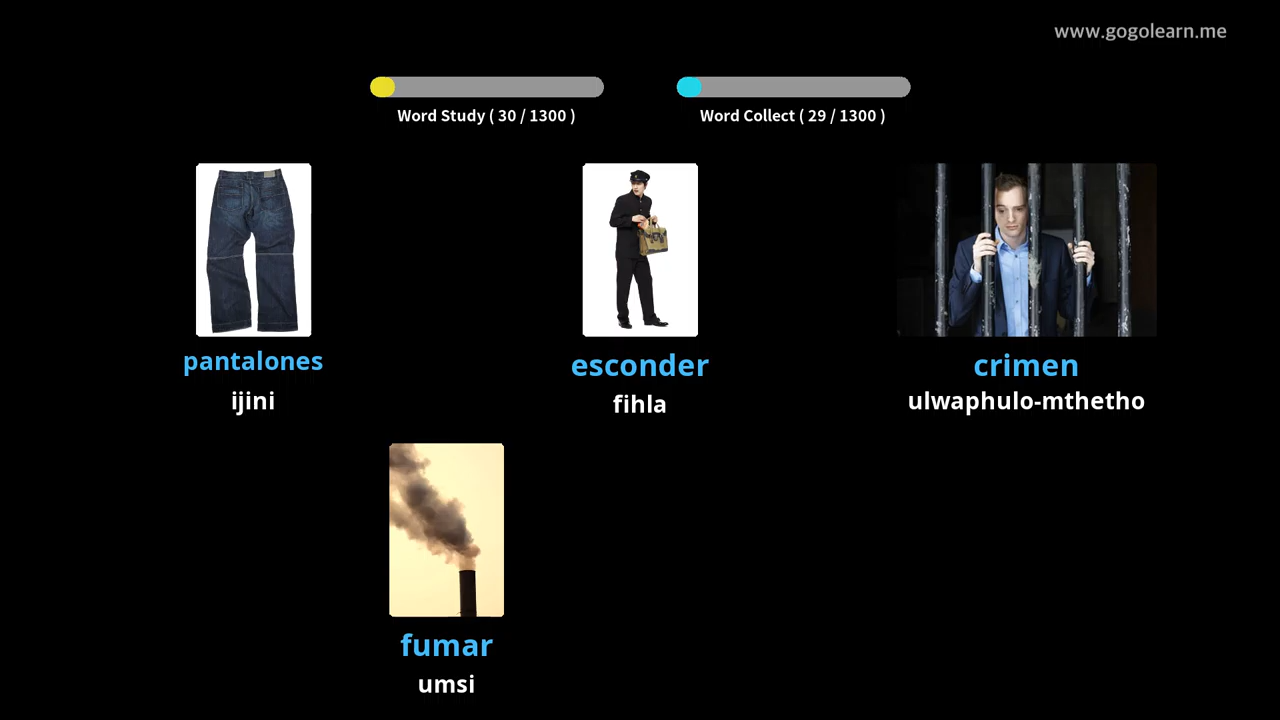 www.gogolearn.me
Word Study ( 30 / 1300 )
Word Collect ( 29 / 1300 )
pantalones
ijini
esconder
fihla
crimen
ulwaphulo-mthetho
fumar
umsi